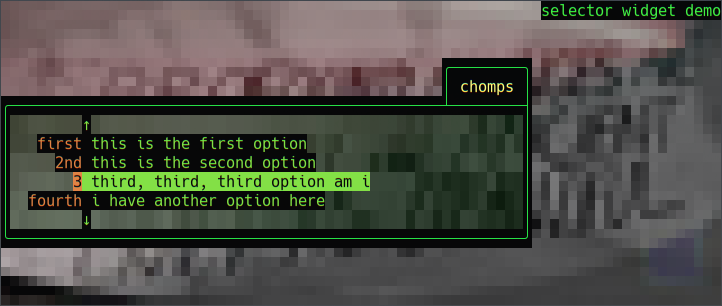 selector widget demo
chomps
↑
first this is the first option
2nd this is the second option
3 third, third, third option am i
fourth i have another option here
↓